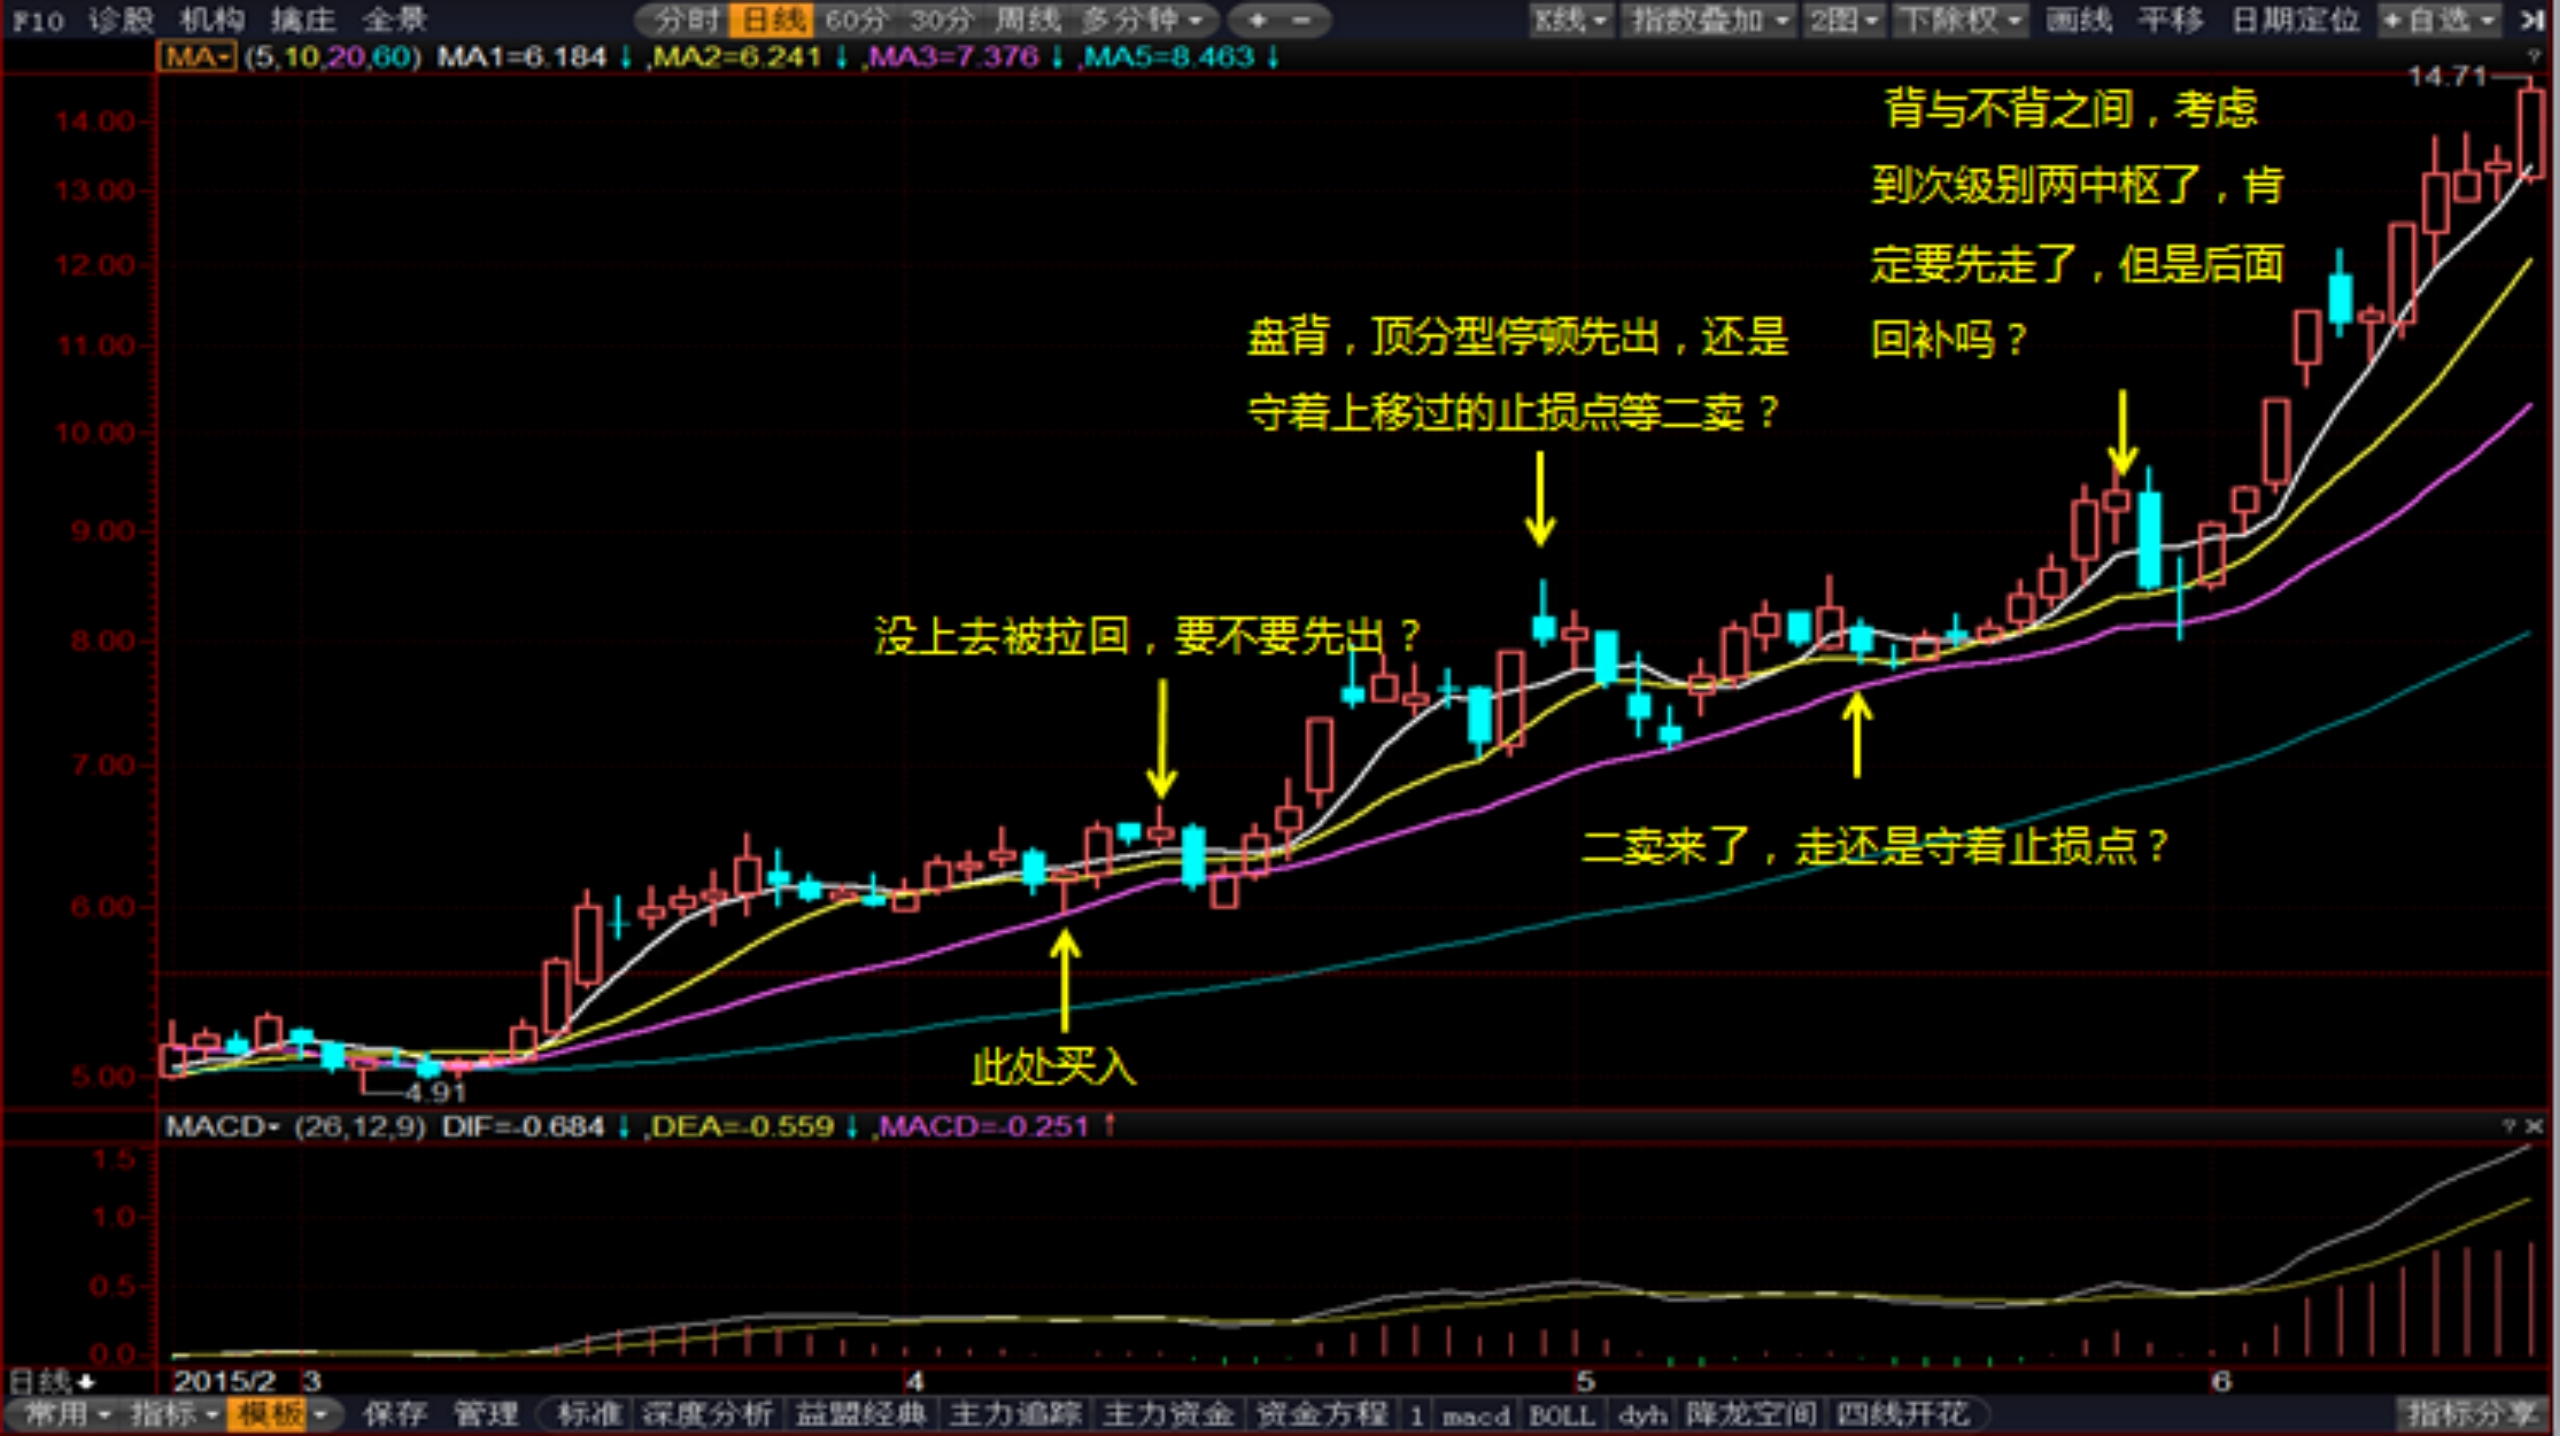 F10 诊股 机构 擒庄 全景 分时 日线 60分 30分 周线 多分钟 + − K线 指数叠加 2图 下除权 画线 平移 日期定位 +自选
MA (5,10,20,60) MA1=6.184↓ ,MA2=6.241↓ ,MA3=7.376↓ ,MA5=8.463↓ ?
14.71
14.00
13.00
12.00
11.00
10.00
9.00
8.00
7.00
6.00
5.00
背与不背之间，考虑
到次级别两中枢了，肯
定要先走了，但是后面
回补吗？
盘背，顶分型停顿先出，还是
守着上移过的止损点等二卖？
没上去被拉回，要不要先出？
二卖来了，走还是守着止损点？
此处买入
4.91
MACD (26,12,9) DIF=-0.684↓ ,DEA=-0.559↓ ,MACD=-0.251↑ ? ×
1.5
1.0
0.5
0.0
日线 2015/2 3 4 5 6
常用 指标 模板 保存 管理 标准 深度分析 益盟经典 主力追踪 主力资金 资金方程 1 macd BOLL dyh 降龙空间 四线开花 指标分享